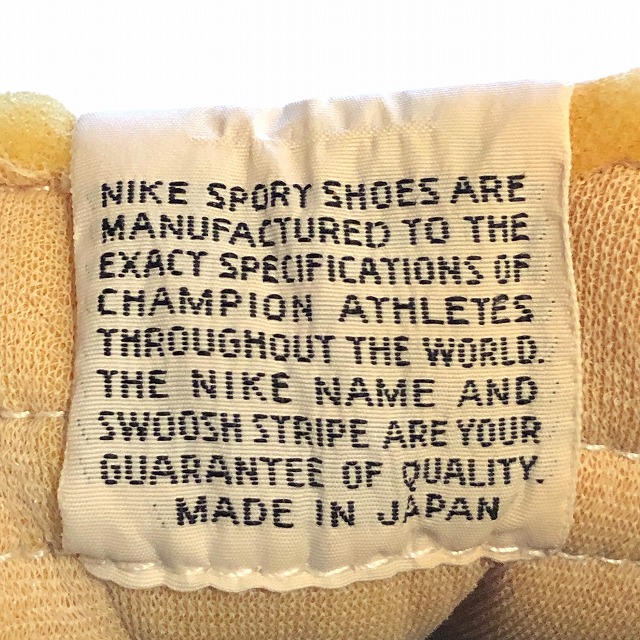 NIKE SPORY SHOES ARE
MANUFACTURED TO THE
EXACT SPECIFICATIONS OF
CHAMPION ATHLETES
THROUGHOUT THE WORLD.
THE NIKE NAME AND
SWOOSH STRIPE ARE YOUR
GUARANTEE OF QUALITY.
MADE IN JAPAN